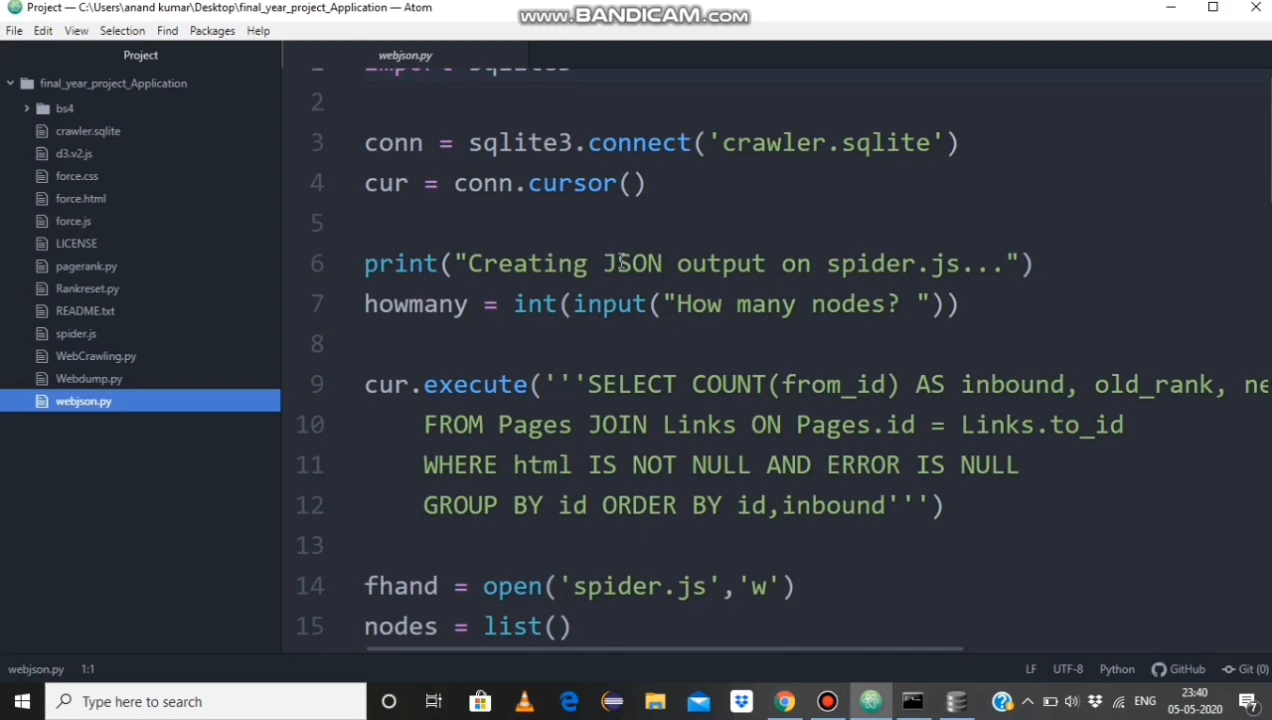 Project — C:\Users\anand kumar\Desktop\final_year_project_Application — Atom
www.BANDICAM.com
File Edit View Selection Find Packages Help
Project
webjson.py
final_year_project_Application
bs4
crawler.sqlite
d3.v2.js
force.css
force.html
force.js
LICENSE
pagerank.py
Rankreset.py
README.txt
spider.js
WebCrawling.py
Webdump.py
webjson.py
1 import sqlite3
2
3 conn = sqlite3.connect('crawler.sqlite')
4 cur = conn.cursor()
5
6 print("Creating JSON output on spider.js...")
7 howmany = int(input("How many nodes? "))
8
9 cur.execute('''SELECT COUNT(from_id) AS inbound, old_rank, ne
10 FROM Pages JOIN Links ON Pages.id = Links.to_id
11 WHERE html IS NOT NULL AND ERROR IS NULL
12 GROUP BY id ORDER BY id,inbound''')
13
14 fhand = open('spider.js','w')
15 nodes = list()
webjson.py 1:1 LF UTF-8 Python GitHub Git (0)
Type here to search ENG 23:40
05-05-2020 7